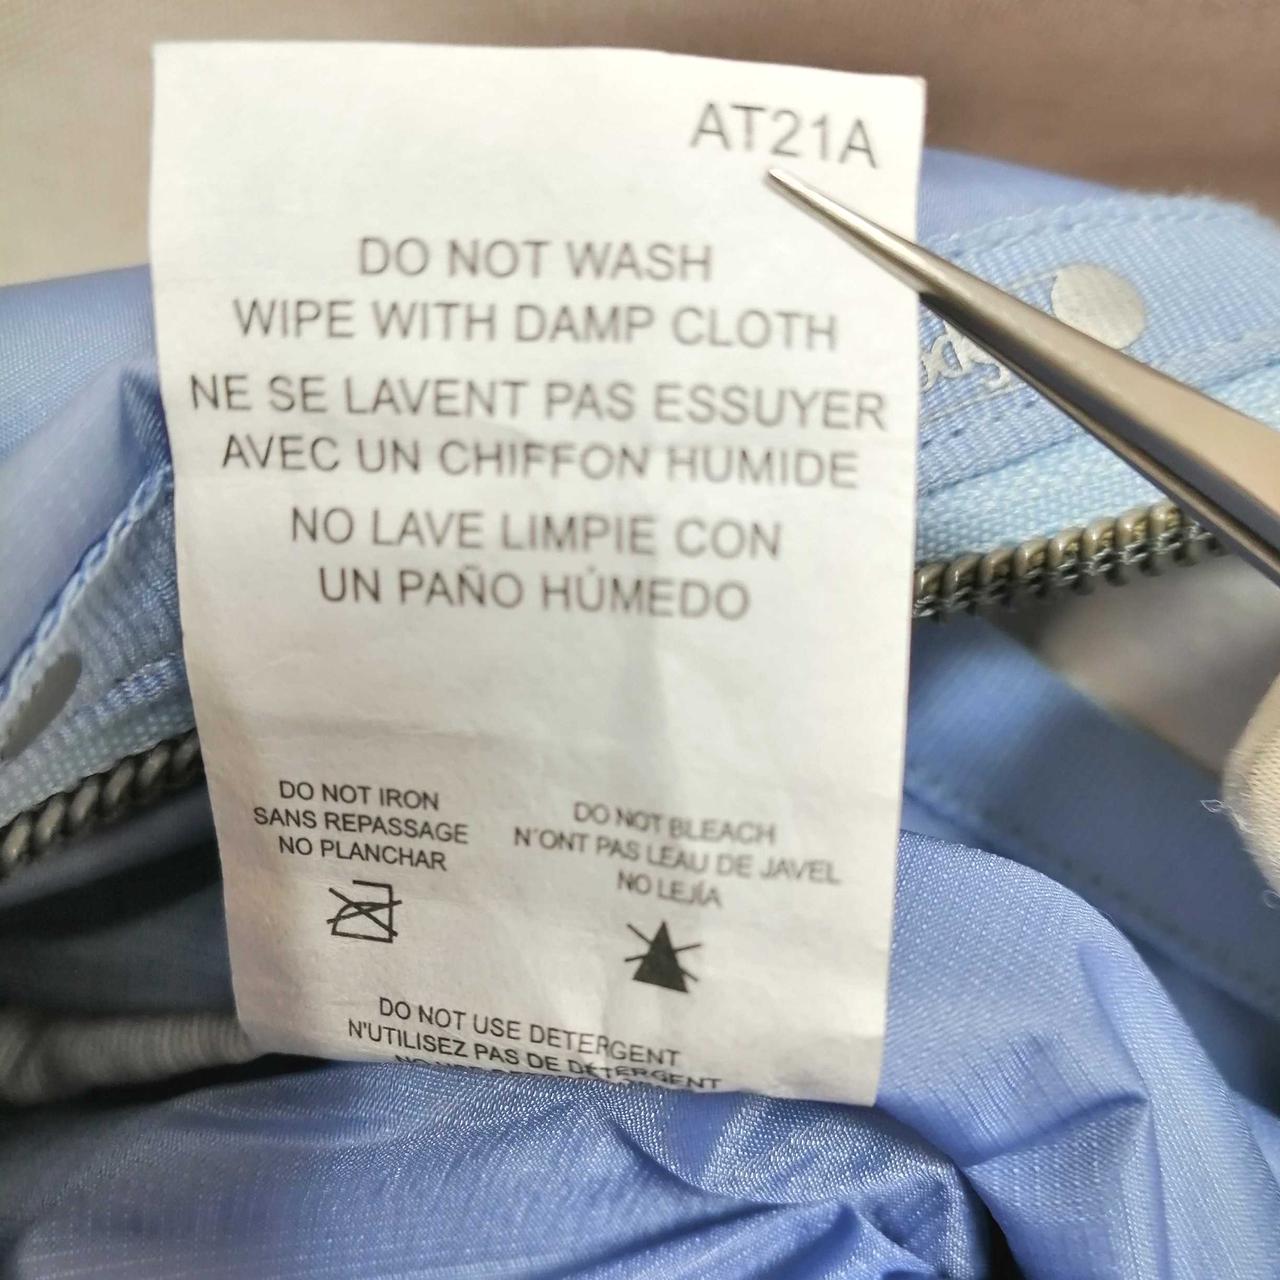 AT21A
DO NOT WASH
WIPE WITH DAMP CLOTH
NE SE LAVENT PAS ESSUYER
AVEC UN CHIFFON HUMIDE
NO LAVE LIMPIE CON
UN PAÑO HÚMEDO
DO NOT IRON
SANS REPASSAGE
NO PLANCHAR
DO NOT BLEACH
N´ONT PAS LEAU DE JAVEL
NO LEJÍA
DO NOT USE DETERGENT
N'UTILISEZ PAS DE DÉTERGENT